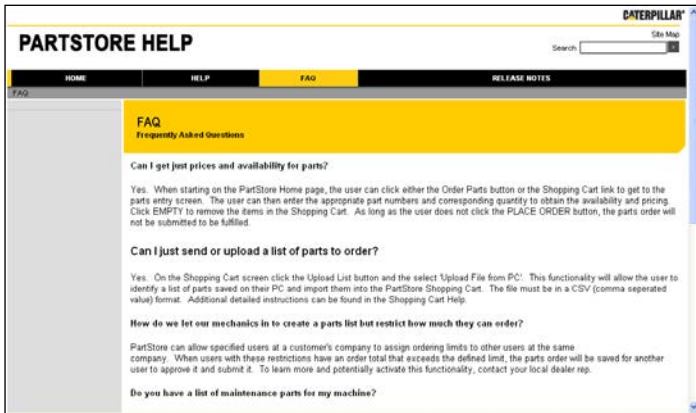 CATERPILLAR®
PARTSTORE HELP
Site Map
Search
HOME HELP FAQ RELEASE NOTES
FAQ
FAQ
Frequently Asked Questions
Can I get just prices and availability for parts?
Yes. When starting on the PartStore Home page, the user can click either the Order Parts button or the Shopping Cart link to get to the
parts entry screen. The user can then enter the appropriate part numbers and corresponding quantity to obtain the availability and pricing.
Click EMPTY to remove the items in the Shopping Cart. As long as the user does not click the PLACE ORDER button, the parts order will
not be submitted to be fulfilled.
Can I just send or upload a list of parts to order?
Yes. On the Shopping Cart screen click the Upload List button and the select 'Upload File from PC'. This functionality will allow the user to
identify a list of parts saved on their PC and import them into the PartStore Shopping Cart. The file must be in a CSV (comma seperated
value) format. Additional detailed instructions can be found in the Shopping Cart Help.
How do we let our mechanics in to create a parts list but restrict how much they can order?
PartStore can allow specified users at a customer's company to assign ordering limits to other users at the same
company. When users with these restrictions have an order total that exceeds the defined limit, the parts order will be saved for another
user to approve it and submit it. To learn more and potentially activate this functionality, contact your local dealer rep.
Do you have a list of maintenance parts for my machine?